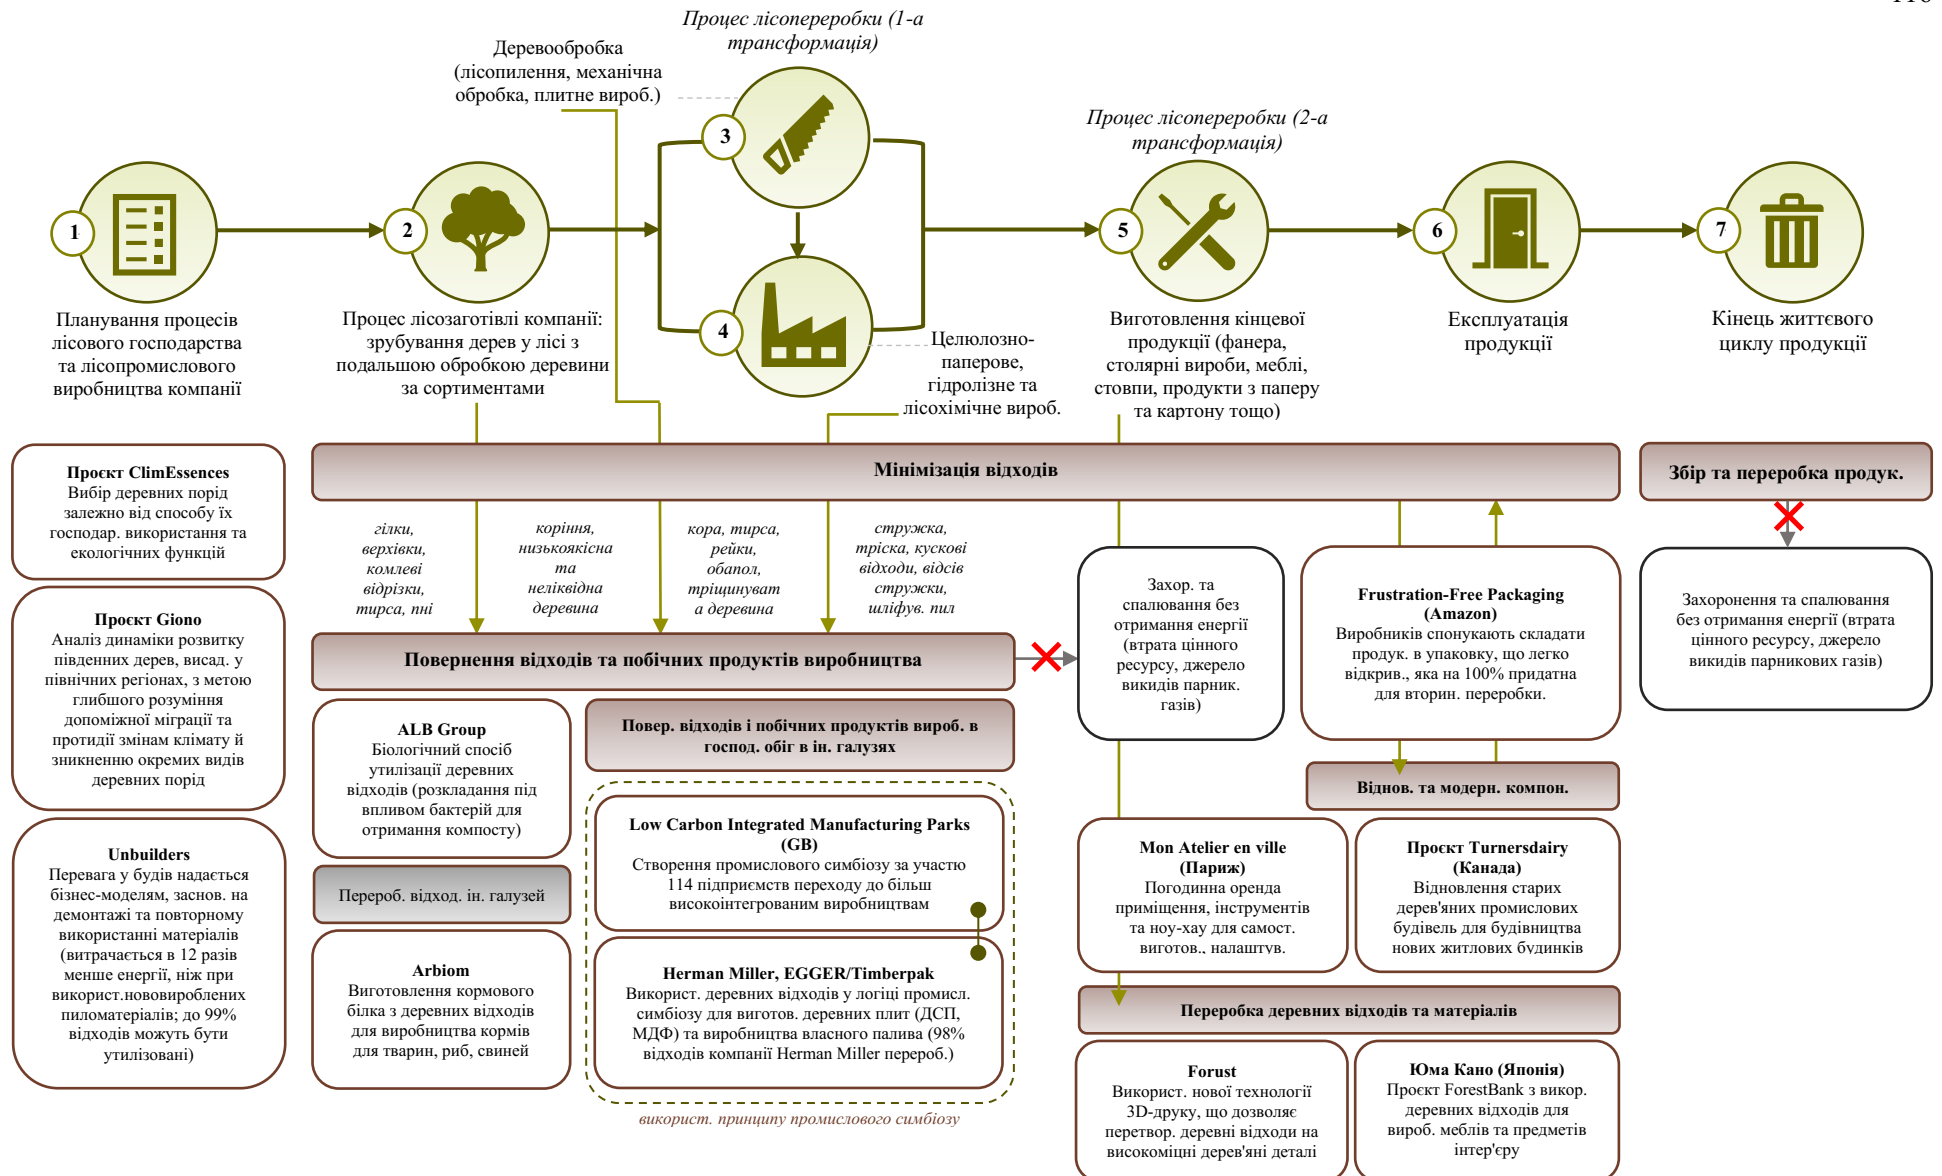 Процес лісопереробки (1-а
трансформація)
Деревообробка
(лісопилення, механічна
обробка, плитне вироб.)
3
Процес лісопереробки (2-а
трансформація)
1
2
4
5
6
7
Планування процесів
лісового господарства
та лісопромислового
виробництва компанії
Процес лісозаготівлі компанії:
зрубування дерев у лісі з
подальшою обробкою деревини
за сортиментами
Целюлозно-
паперове,
гідролізне та
лісохімічне вироб.
Виготовлення кінцевої
продукції (фанера,
столярні вироби, меблі,
стовпи, продукти з паперу
та картону тощо)
Експлуатація
продукції
Кінець життєвого
циклу продукції
Мінімізація відходів
Збір та переробка продук.
Проєкт ClimEssences
Вибір деревних порід
залежно від способу їх
господар. використання та
екологічних функцій
Проєкт Giono
Аналіз динаміки розвитку
південних дерев, висад. у
північних регіонах, з метою
глибшого розуміння
допоміжної міграції та
протидії змінам клімату й
зникненню окремих видів
деревних порід
Unbuilders
Перевага у будів надається
бізнес-моделям, заснов. на
демонтажі та повторному
використанні матеріалів
(витрачається в 12 разів
менше енергії, ніж при
використ.нововироблених
пиломатеріалів; до 99%
відходів можуть бути
утилізовані)
гілки,
верхівки,
комлеві
відрізки,
тирса, пні
коріння,
низькоякісна
та
неліквідна
деревина
кора, тирса,
рейки,
обапол,
тріщинуват
а деревина
стружка,
тріска, кускові
відходи, відсів
стружки,
шліфув. пил
Повернення відходів та побічних продуктів виробництва
ALB Group
Біологічний спосіб
утилізації деревних
відходів (розкладання під
впливом бактерій для
отримання компосту)
Перероб. відход. ін. галузей
Arbiom
Виготовлення кормового
білка з деревних відходів
для виробництва кормів
для тварин, риб, свиней
Повер. відходів і побічних продуктів вироб. в
господ. обіг в ін. галузях
Low Carbon Integrated Manufacturing Parks
(GB)
Створення промислового симбіозу за участю
114 підприємств переходу до більш
високоінтегрованим виробництвам
Herman Miller, EGGER/Timberpak
Використ. деревних відходів у логіці промисл.
симбіозу для виготов. деревних плит (ДСП,
МДФ) та виробництва власного палива (98%
відходів компанії Herman Miller перероб.)
використ. принципу промислового симбіозу
Захор. та
спалювання без
отримання енергії
(втрата цінного
ресурсу, джерело
викидів парник.
газів)
Frustration-Free Packaging
(Amazon)
Виробників спонукають складати
продук. в упаковку, що легко
відкрив., яка на 100% придатна
для вторин. переробки.
Захоронення та спалювання
без отримання енергії (втрата
цінного ресурсу, джерело
викидів парникових газів)
Віднов. та модерн. компон.
Mon Atelier en ville
(Париж)
Погодинна оренда
приміщення, інструментів
та ноу-хау для самост.
виготов., налаштув.
Проєкт Turnersdairy
(Канада)
Відновлення старих
дерев'яних промислових
будівель для будівництва
нових житлових будинків
Переробка деревних відходів та матеріалів
Forust
Використ. нової технології
3D-друку, що дозволяє
перетвор. деревні відходи на
високоміцні дерев'яні деталі
Юма Кано (Японія)
Проєкт ForestBank з викор.
деревних відходів для
вироб. меблів та предметів
інтер'єру